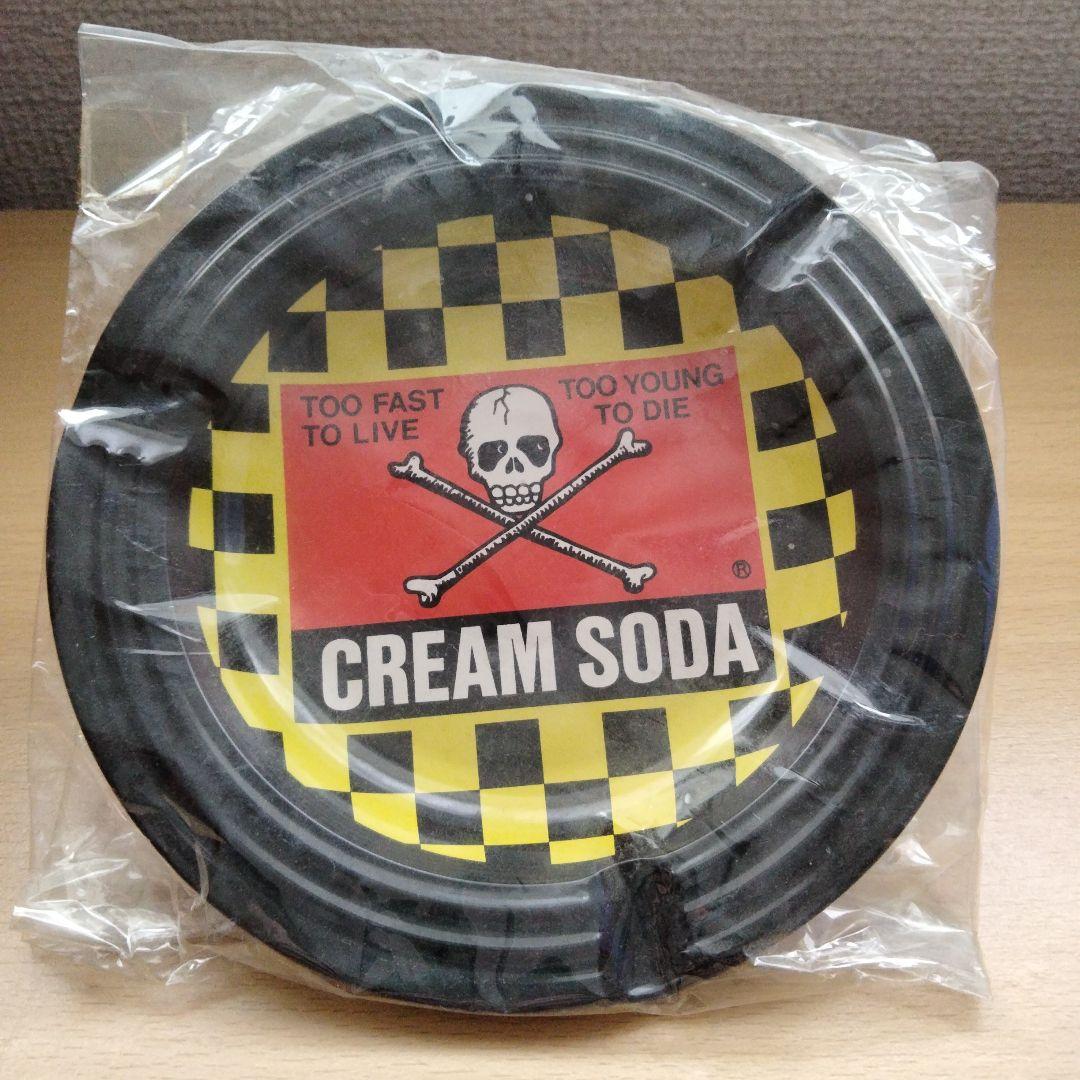 TOO FAST
TO LIVE
TOO YOUNG
TO DIE
®
CREAM SODA